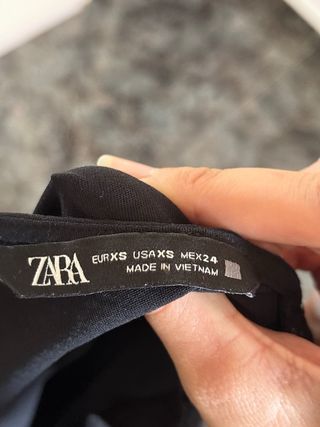 ZARA
EUR XS USA XS MEX 24
MADE IN VIETNAM